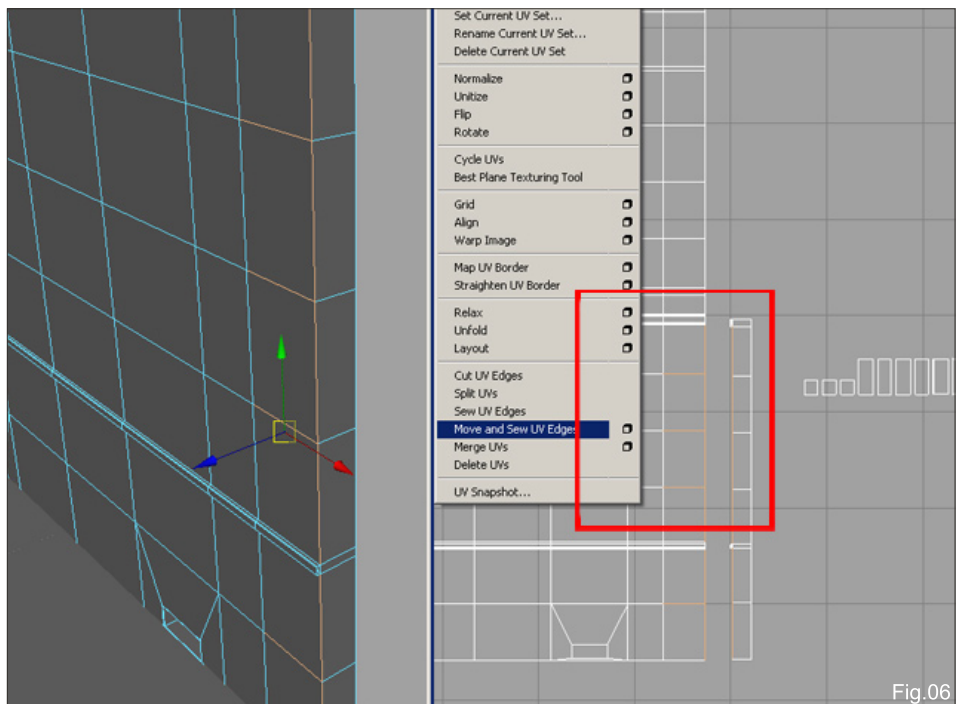 Set Current UV Set...
Rename Current UV Set...
Delete Current UV Set
Normalize
Unitize
Flip
Rotate
Cycle UVs
Best Plane Texturing Tool
Grid
Align
Warp Image
Map UV Border
Straighten UV Border
Relax
Unfold
Layout
Cut UV Edges
Split UVs
Sew UV Edges
Move and Sew UV Edges
Merge UVs
Delete UVs
UV Snapshot...
Fig.06